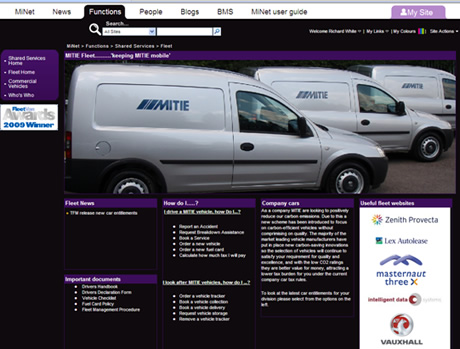 MiNet News Functions People Blogs BMS MiNet user guide My Site
Search...
All Sites Welcome Richard White | My Links | My Colours Site Actions
MiNet > Functions > Shared Services > Fleet
Shared Services Home
Fleet Home
Commercial Vehicles
Who's Who
FleetVan
Awards
2009 Winner
MITIE Fleet..........'keeping MITIE mobile'
MITIE
MITIE
Fleet News
TFM release new car entitlements
Important documents
Drivers Handbook
Drivers Declaration Form
Vehicle Checklist
Fuel Card Policy
Fleet Management Procedure
How do I.....?
I drive a MITIE vehicle, how Do I...?
Report an Accident
Request Breakdown Assistance
Book a Service
Order a new vehicle
Order a new fuel card
Calculate how much tax I will pay
I look after MITIE vehicles, how do I...?
Order a vehicle tracker
Book a vehicle collection
Book a vehicle delivery
Request vehicle storage
Remove a vehicle tracker
Company cars
As a company MITIE are looking to positively
reduce our carbon emissions. Due to this a
new scheme has been introduced to focus
on carbon-efficient vehicles without
compromising on quality. The majority of the
market leading vehicle manufacturers have
put in place new carbon-saving innovations
so the selection of vehicles will continue to
satisfy your requirement for quality and
excellence, and with the low CO2 ratings
they are better value for money, attracting a
lower tax burden for you under the current
company car tax rules.
To look at the latest car entitlements for your
division please select from the options on the
left.
Useful fleet websites
Zenith Provecta
Lex Autolease
masternaut
three X
intelligent data systems
VAUXHALL